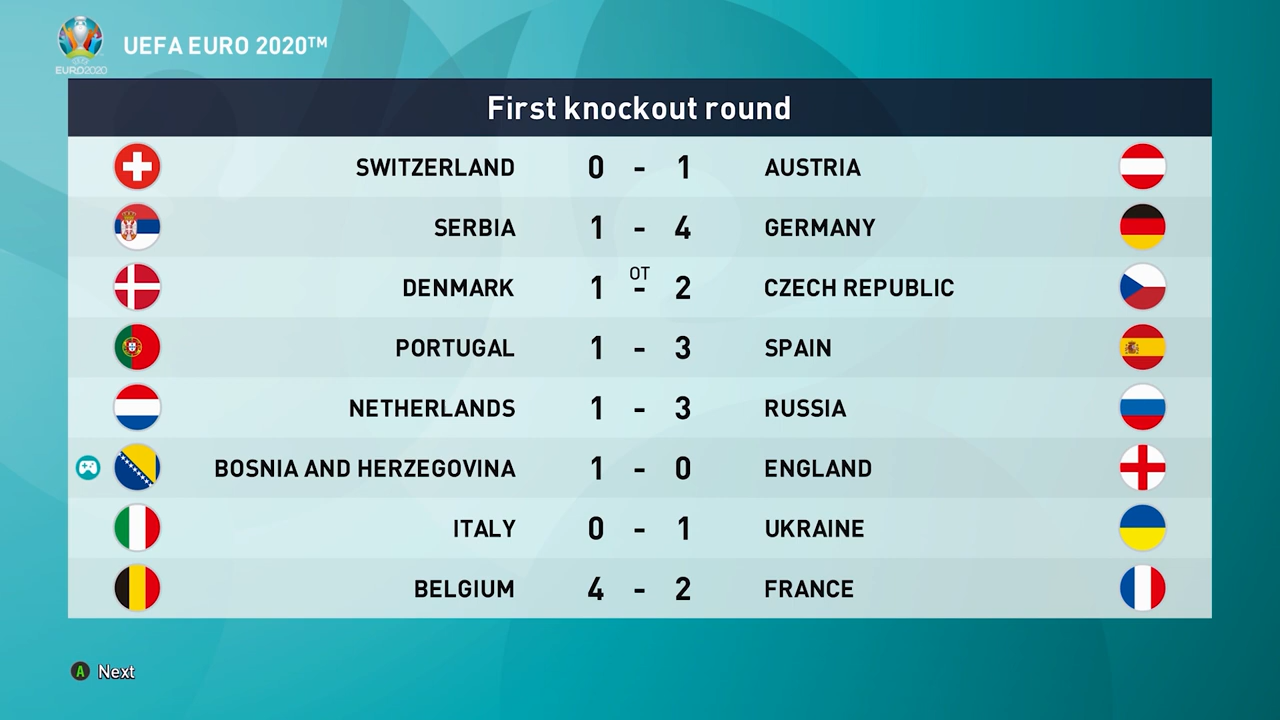 UEFA EURO 2020™
EURO2020
First knockout round
SWITZERLAND 0 - 1 AUSTRIA
SERBIA 1 - 4 GERMANY
OT
DENMARK 1 - 2 CZECH REPUBLIC
PORTUGAL 1 - 3 SPAIN
NETHERLANDS 1 - 3 RUSSIA
BOSNIA AND HERZEGOVINA 1 - 0 ENGLAND
ITALY 0 - 1 UKRAINE
BELGIUM 4 - 2 FRANCE
A Next